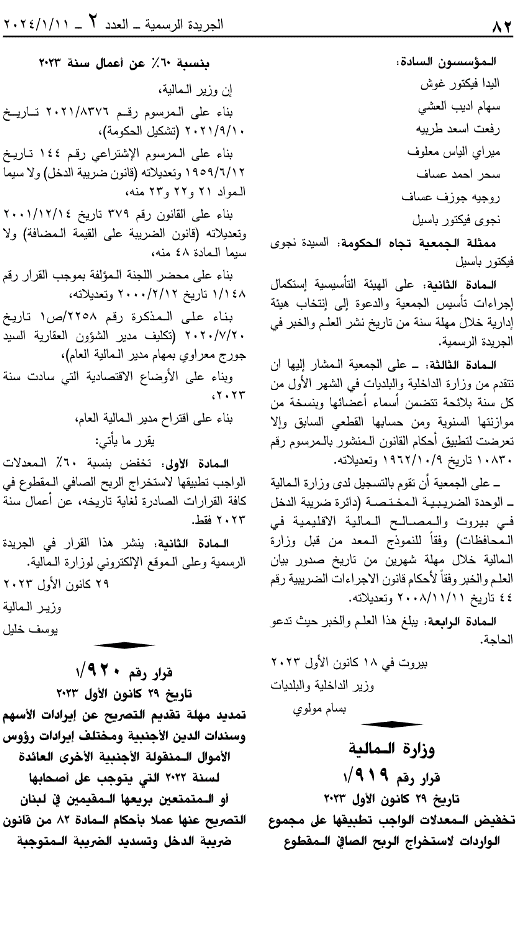 ٨٢
الجريدة الرسمية ــ العدد ٢ ــ ٢٠٢٤/١/١١
المؤسسون السادة:
اليدا فيكتور غوش
سهام اديب العشي
رفعت اسعد طربيه
ميراي الياس معلوف
سحر احمد عساف
روجيه جوزف عساف
نجوى فيكتور باسيل
ممثلة الجمعية تجاه الحكومة: السيدة نجوى
فيكتور باسيل
المادة الثانية: على الهيئة التأسيسية إستكمال
إجراءات تأسيس الجمعية والدعوة إلى إنتخاب هيئة
إدارية خلال مهلة سنة من تاريخ نشر العلم والخبر في
الجريدة الرسمية.
المادة الثالثة: ــ على الجمعية المشار إليها ان
تتقدم من وزارة الداخلية والبلديات في الشهر الأول من
كل سنة بلائحة تتضمن أسماء أعضائها وبنسخة من
موازنتها السنوية ومن حسابها القطعي السابق وإلا
تعرضت لتطبيق أحكام القانون المنشور بالمرسوم رقم
١٠٨٣٠ تاريخ ١٩٦٢/١٠/٩ وتعديلاته.
ــ على الجمعية أن تقوم بالتسجيل لدى وزارة المالية
ــ الوحدة الضريبية المختصة (دائرة ضريبة الدخل
في بيروت والمصالح المالية الاقليمية في
المحافظات) وفقاً للنموذج المعد من قبل وزارة
المالية خلال مهلة شهرين من تاريخ صدور بيان
العلم والخبر وفقاً لأحكام قانون الاجراءات الضريبية رقم
٤٤ تاريخ ٢٠٠٨/١١/١١ وتعديلاته.
المادة الرابعة: يبلغ هذا العلم والخبر حيث تدعو
الحاجة.
بيروت في ١٨ كانون الأول ٢٠٢٣
وزير الداخلية والبلديات
بسام مولوي
وزارة المالية
قرار رقم ١/٩١٩
تاريخ ٢٩ كانون الأول ٢٠٢٣
تخفيض المعدلات الواجب تطبيقها على مجموع
الواردات لاستخراج الربح الصافي المقطوع
بنسبة ٦٠٪ عن أعمال سنة ٢٠٢٣
إن وزير المالية،
بناء على المرسوم رقم ٢٠٢١/٨٣٧٦ تاريخ
٢٠٢١/٩/١٠ (تشكيل الحكومة)،
بناء على المرسوم الإشتراعي رقم ١٤٤ تاريخ
١٩٥٩/٦/١٢ وتعديلاته (قانون ضريبة الدخل) ولا سيما
المواد ٢١ و٢٢ و٢٣ منه،
بناء على القانون رقم ٣٧٩ تاريخ ٢٠٠١/١٢/١٤
وتعديلاته (قانون الضريبة على القيمة المضافة) ولا
سيما المادة ٤٨ منه،
بناء على محضر اللجنة المؤلفة بموجب القرار رقم
١/١٤٨ تاريخ ٢٠٠٠/٢/١٢ وتعديلاته،
بناء على المذكرة رقم ٢٢٥٨/ص١ تاريخ
٢٠٢٠/٧/٢٠ (تكليف مدير الشؤون العقارية السيد
جورج معراوي بمهام مدير المالية العام)،
وبناء على الأوضاع الاقتصادية التي سادت سنة
٢٠٢٣،
بناء على اقتراح مدير المالية العام،
يقرر ما يأتي:
المادة الأولى: تخفض بنسبة ٦٠٪ المعدلات
الواجب تطبيقها لاستخراج الربح الصافي المقطوع في
كافة القرارات الصادرة لغاية تاريخه، عن أعمال سنة
٢٠٢٣ فقط.
المادة الثانية: ينشر هذا القرار في الجريدة
الرسمية وعلى الموقع الإلكتروني لوزارة المالية.
٢٩ كانون الأول ٢٠٢٣
وزير المالية
يوسف خليل
قرار رقم ١/٩٢٠
تاريخ ٢٩ كانون الأول ٢٠٢٣
تمديد مهلة تقديم التصريح عن إيرادات الأسهم
وسندات الدين الأجنبية ومختلف إيرادات رؤوس
الأموال المنقولة الأجنبية الأخرى العائدة
لسنة ٢٠٢٢ التي يتوجب على أصحابها
أو المتمتعين بريعها المقيمين في لبنان
التصريح عنها عملا بأحكام المادة ٨٢ من قانون
ضريبة الدخل وتسديد الضريبة المتوجبة